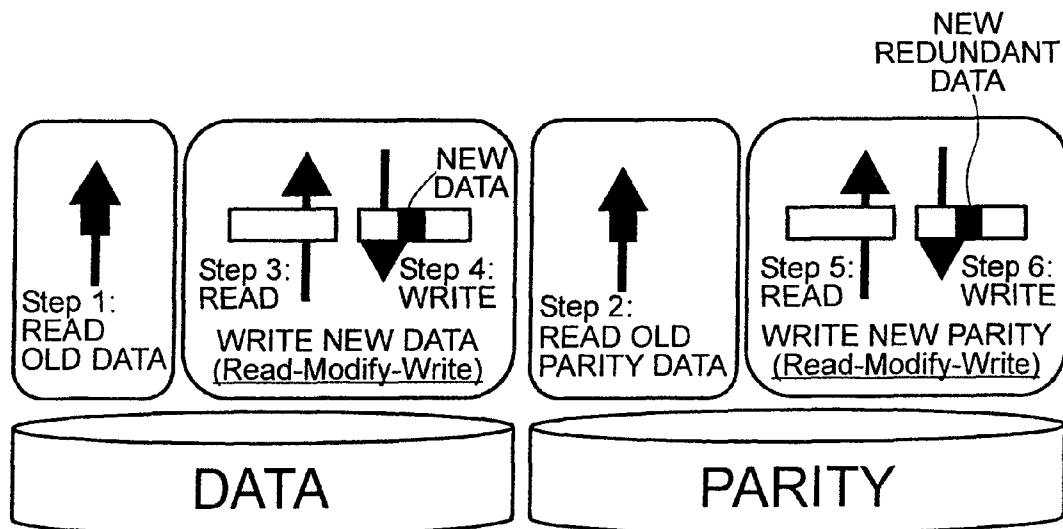 NEW
REDUNDANT
DATA
Step 1:
READ
OLD DATA
NEW
DATA
Step 3:
READ
Step 4:
WRITE
WRITE NEW DATA
(Read-Modify-Write)
Step 2:
READ OLD
PARITY DATA
Step 5:
READ
Step 6:
WRITE
WRITE NEW PARITY
(Read-Modify-Write)
DATA
PARITY